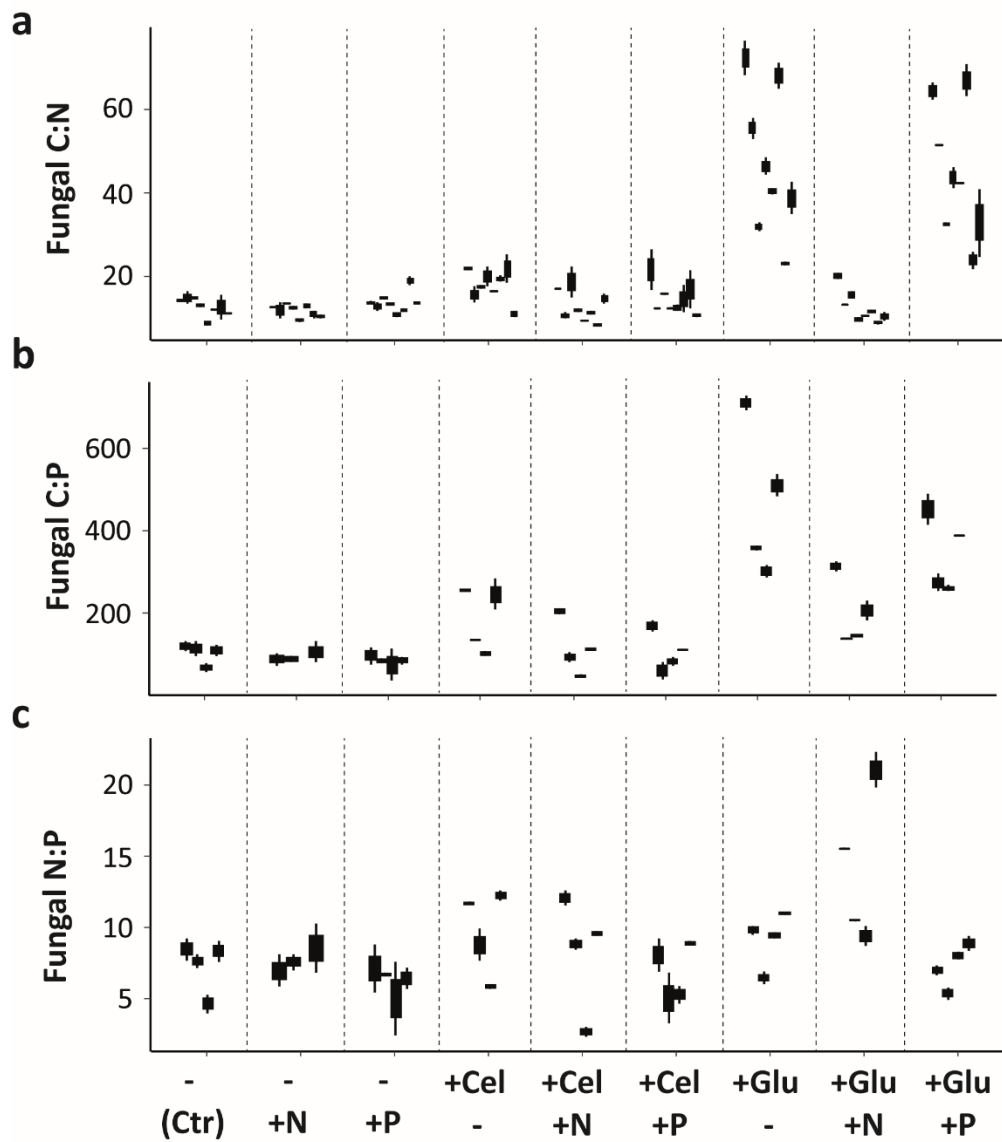 a
Fungal C:N
60
40
20
b
Fungal C:P
600
400
200
c
Fungal N:P
20
15
10
5
- - - +Cel +Cel +Cel +Glu +Glu +Glu
(Ctr) +N +P - +N +P - +N +P